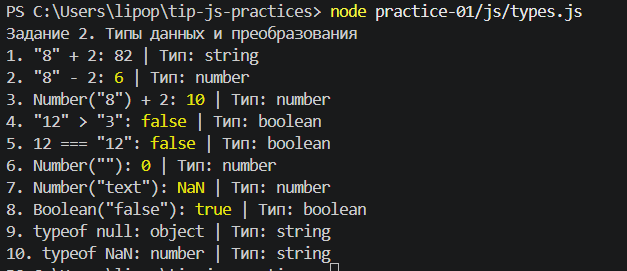 PS C:\Users\lipop\tip-js-practices> node practice-01/js/types.js
Задание 2. Типы данных и преобразования
1. "8" + 2: 82 | Тип: string
2. "8" - 2: 6 | Тип: number
3. Number("8") + 2: 10 | Тип: number
4. "12" > "3": false | Тип: boolean
5. 12 === "12": false | Тип: boolean
6. Number(""): 0 | Тип: number
7. Number("text"): NaN | Тип: number
8. Boolean("false"): true | Тип: boolean
9. typeof null: object | Тип: string
10. typeof NaN: number | Тип: string